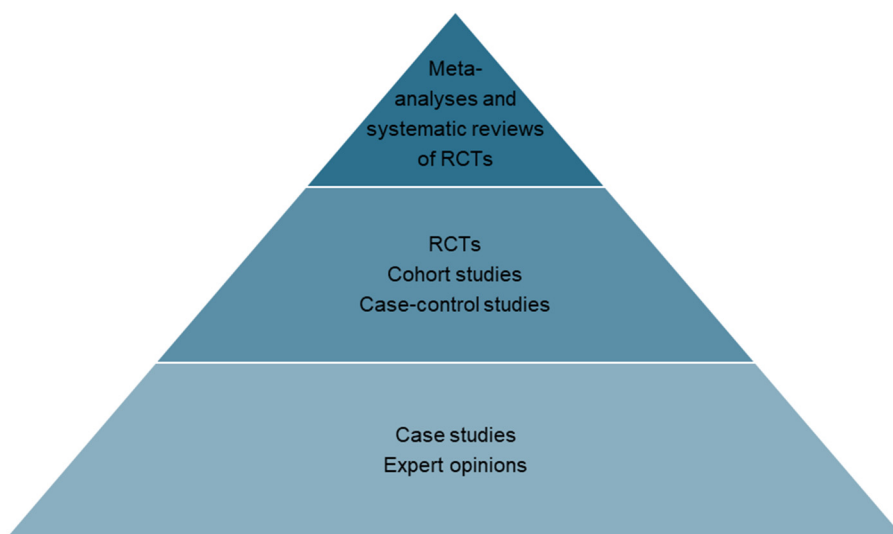 Meta-
analyses and
systematic reviews
of RCTs
RCTs
Cohort studies
Case-control studies
Case studies
Expert opinions